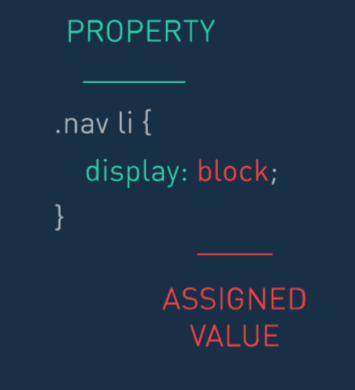 PROPERTY
.nav li {
display: block;
}
ASSIGNED
VALUE